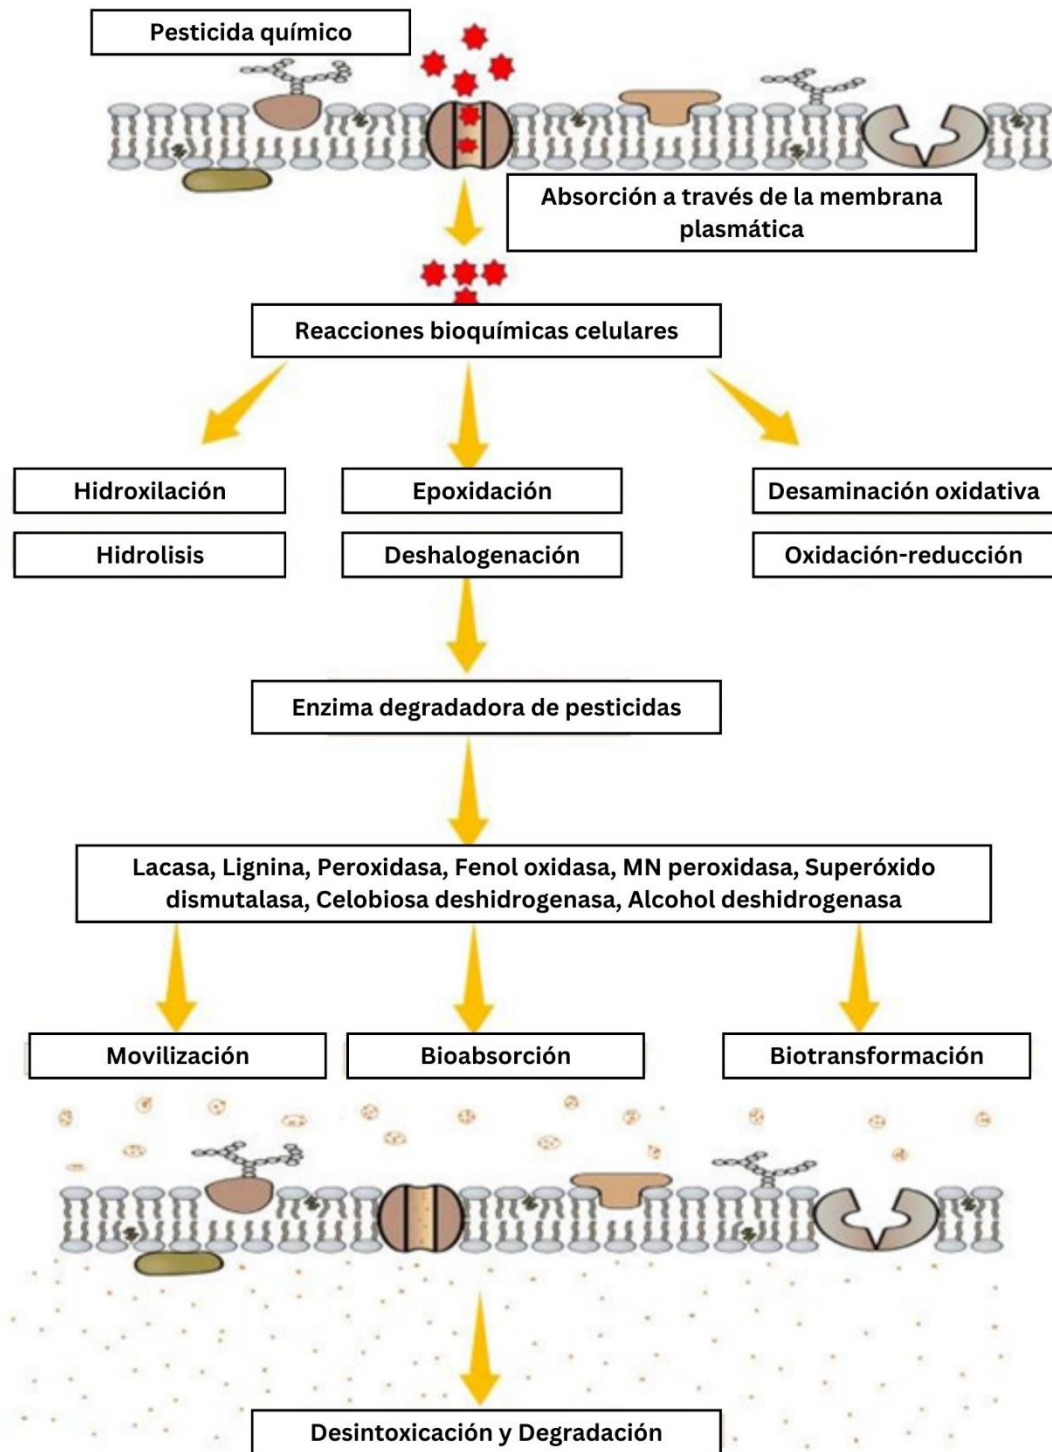 Pesticida químico
Absorción a través de la membrana
plasmática
Reacciones bioquímicas celulares
Hidroxilación
Epoxidación
Desaminación oxidativa
Hidrolisis
Deshalogenación
Oxidación-reducción
Enzima degradadora de pesticidas
Lacasa, Lignina, Peroxidasa, Fenol oxidasa, MN peroxidasa, Superóxido
dismutalasa, Celobiosa deshidrogenasa, Alcohol deshidrogenasa
Movilización
Bioabsorción
Biotransformación
Desintoxicación y Degradación